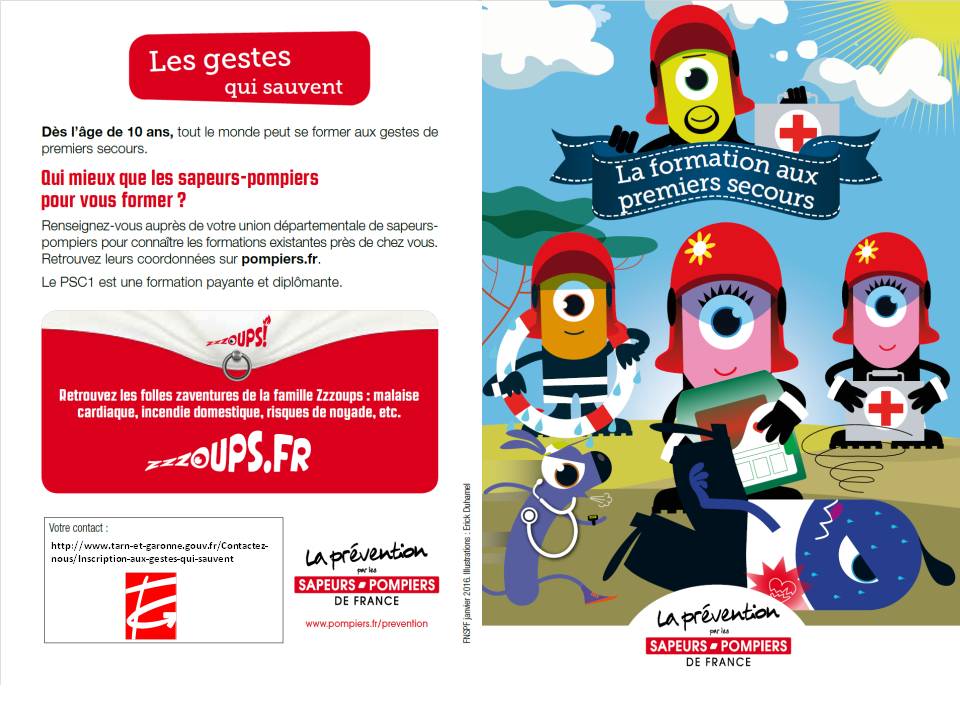 Les gestes
qui sauvent
Dès l'âge de 10 ans, tout le monde peut se former aux gestes de
premiers secours.
Qui mieux que les sapeurs-pompiers
pour vous former ?
Renseignez-vous auprès de votre union départementale de sapeurs-
pompiers pour connaître les formations existantes près de chez vous.
Retrouvez leurs coordonnées sur pompiers.fr.
Le PSC1 est une formation payante et diplômante.
zzzOUPS!
Retrouvez les folles zaventures de la famille Zzzoups : malaise
cardiaque, incendie domestique, risques de noyade, etc.
zzzOUPS.FR
Votre contact :
http://www.tarn-et-garonne.gouv.fr/Contactez-
nous/Inscription-aux-gestes-qui-sauvent
La prévention
par les
SAPEURS-POMPIERS
DE FRANCE
www.pompiers.fr/prevention
FNSPF janvier 2016. Illustrations : Erick Duhamel
La formation aux
premiers secours
La prévention
par les
SAPEURS-POMPIERS
DE FRANCE